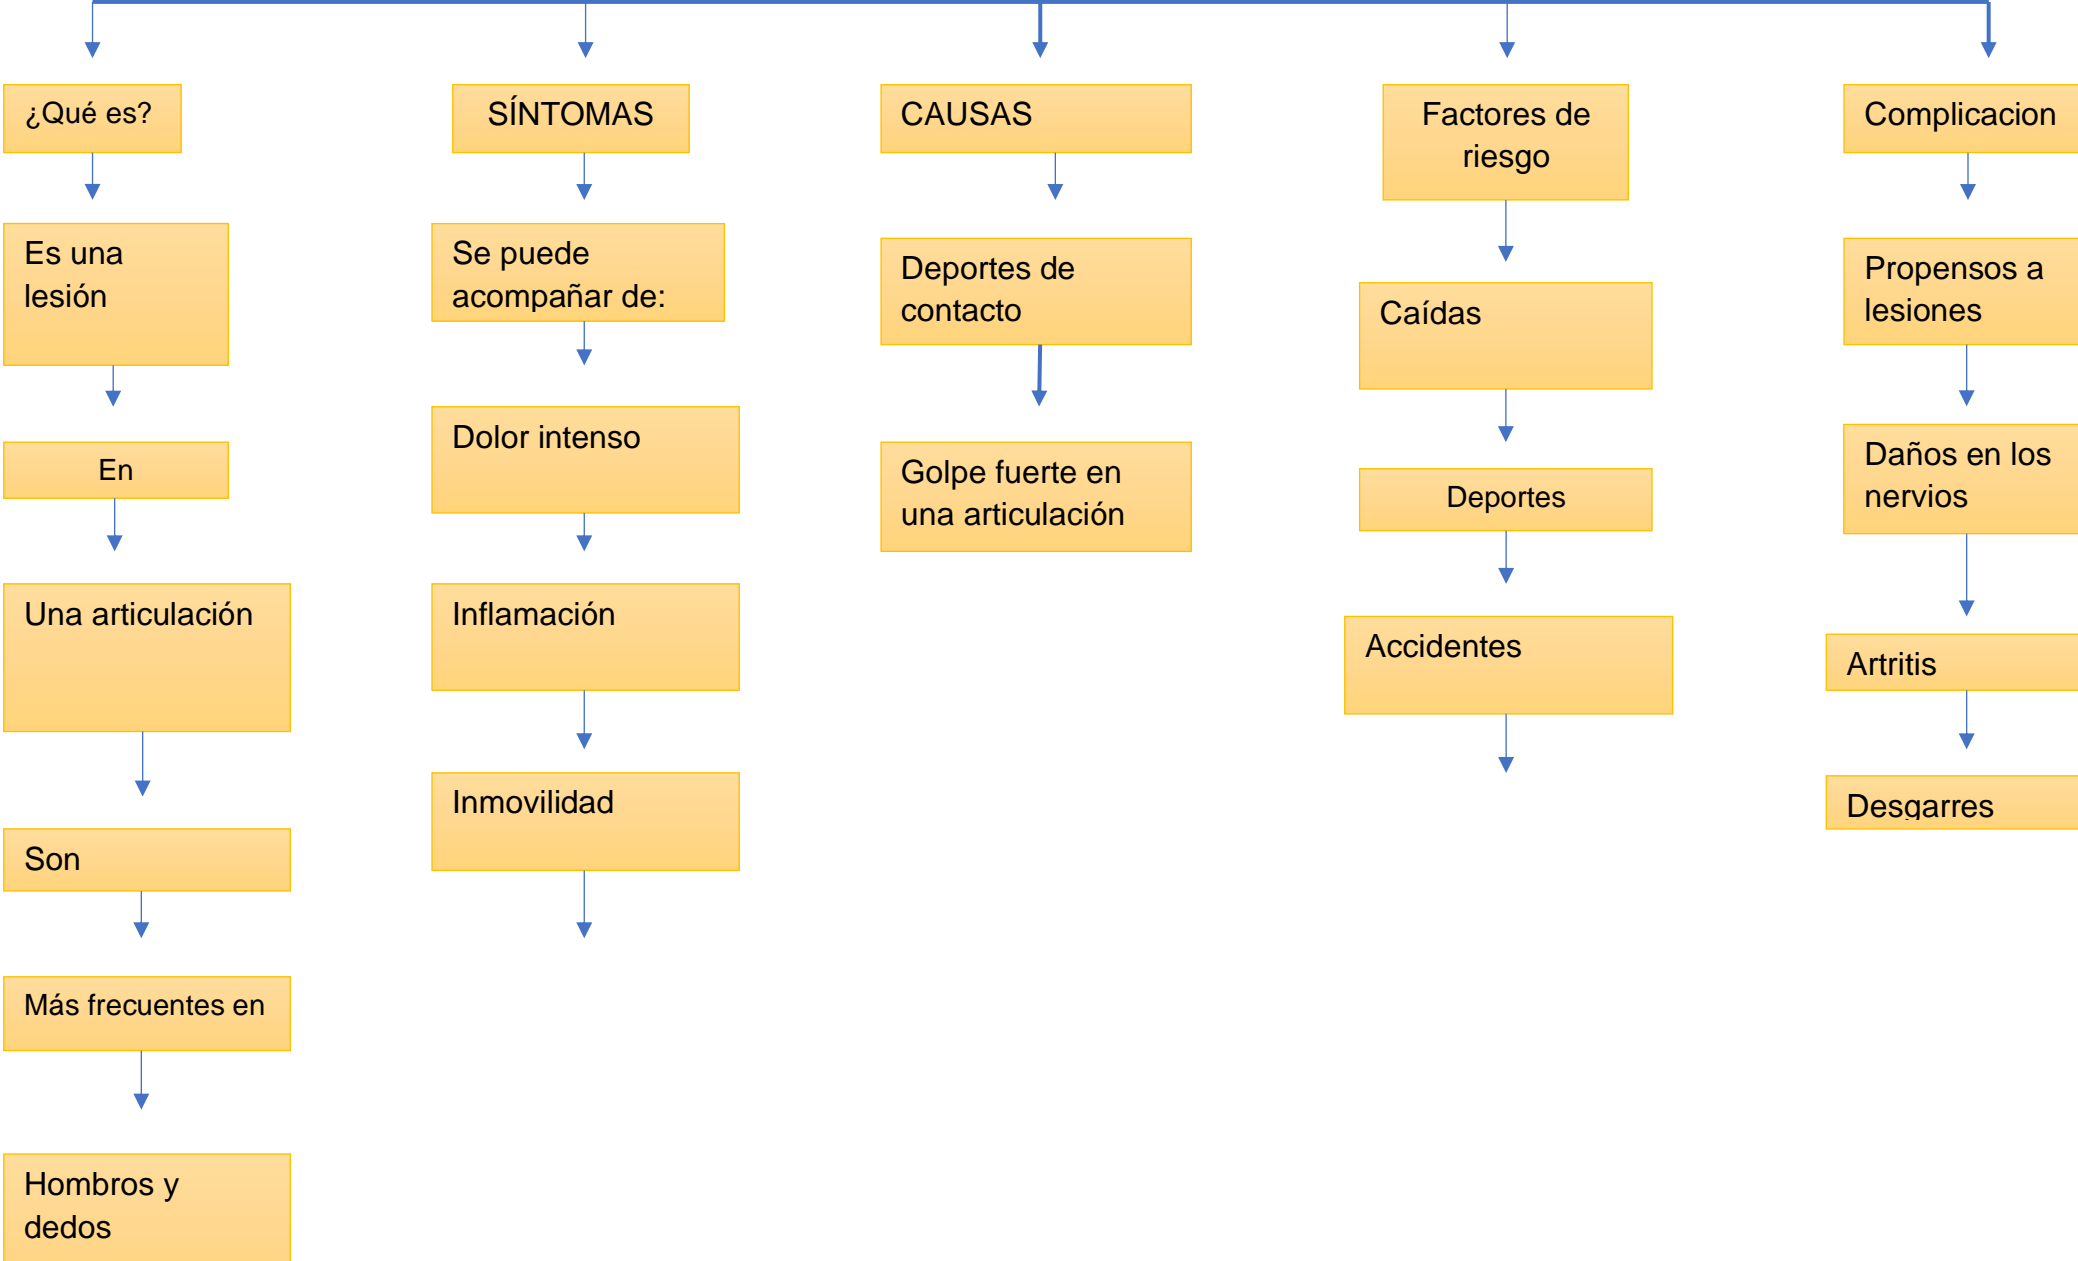 ¿Qué es?
Es una
lesión
En
Una articulación
Son
Más frecuentes en
Hombros y
dedos
SÍNTOMAS
Se puede
acompañar de:
Dolor intenso
Inflamación
Inmovilidad
CAUSAS
Deportes de
contacto
Golpe fuerte en
una articulación
Factores de
riesgo
Caídas
Deportes
Accidentes
Complicacion
Propensos a
lesiones
Daños en los
nervios
Artritis
Desgarres